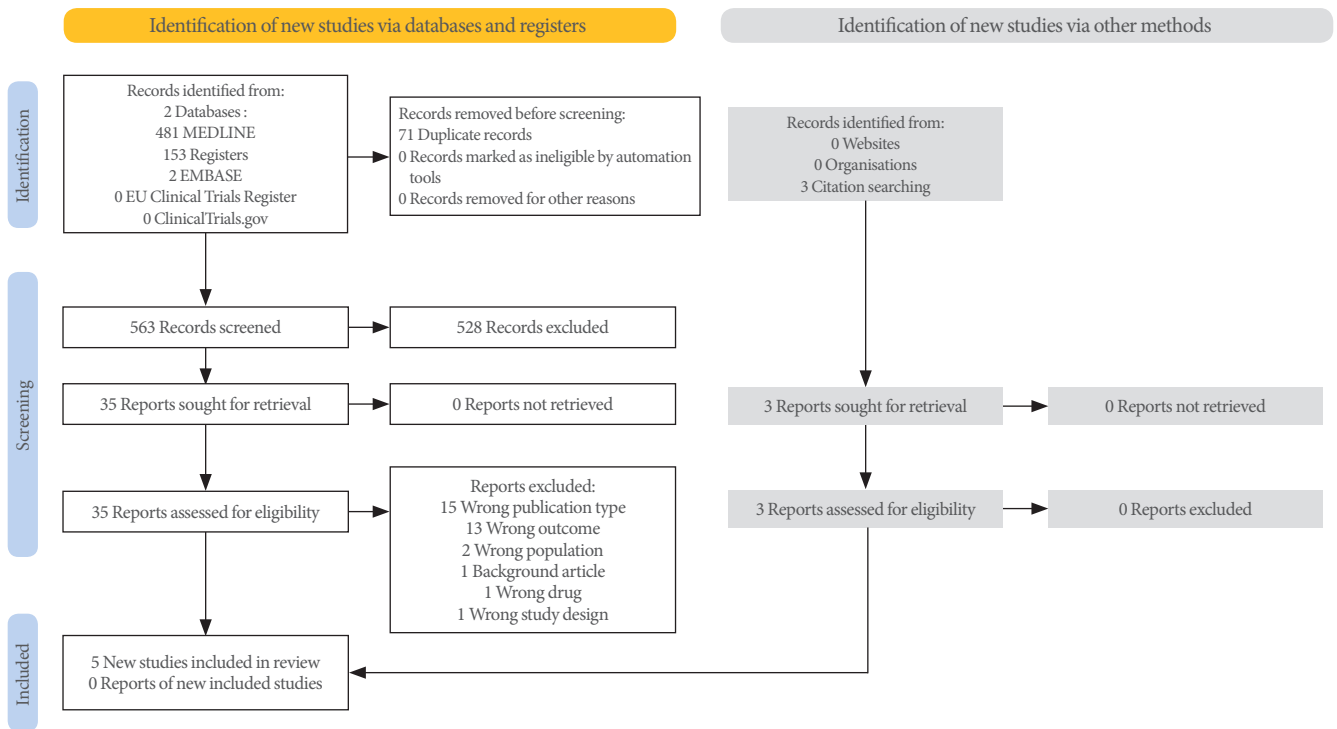 Identification of new studies via databases and registers
Identification of new studies via other methods
Identification
Records identified from:
2 Databases :
481 MEDLINE
153 Registers
2 EMBASE
0 EU Clinical Trials Register
0 ClinicalTrials.gov
Records removed before screening:
71 Duplicate records
0 Records marked as ineligible by automation
tools
0 Records removed for other reasons
Records identified from:
0 Websites
0 Organisations
3 Citation searching
Screening
563 Records screened
528 Records excluded
35 Reports sought for retrieval
0 Reports not retrieved
3 Reports sought for retrieval
0 Reports not retrieved
35 Reports assessed for eligibility
Reports excluded:
15 Wrong publication type
13 Wrong outcome
2 Wrong population
1 Background article
1 Wrong drug
1 Wrong study design
3 Reports assessed for eligibility
0 Reports excluded
Included
5 New studies included in review
0 Reports of new included studies